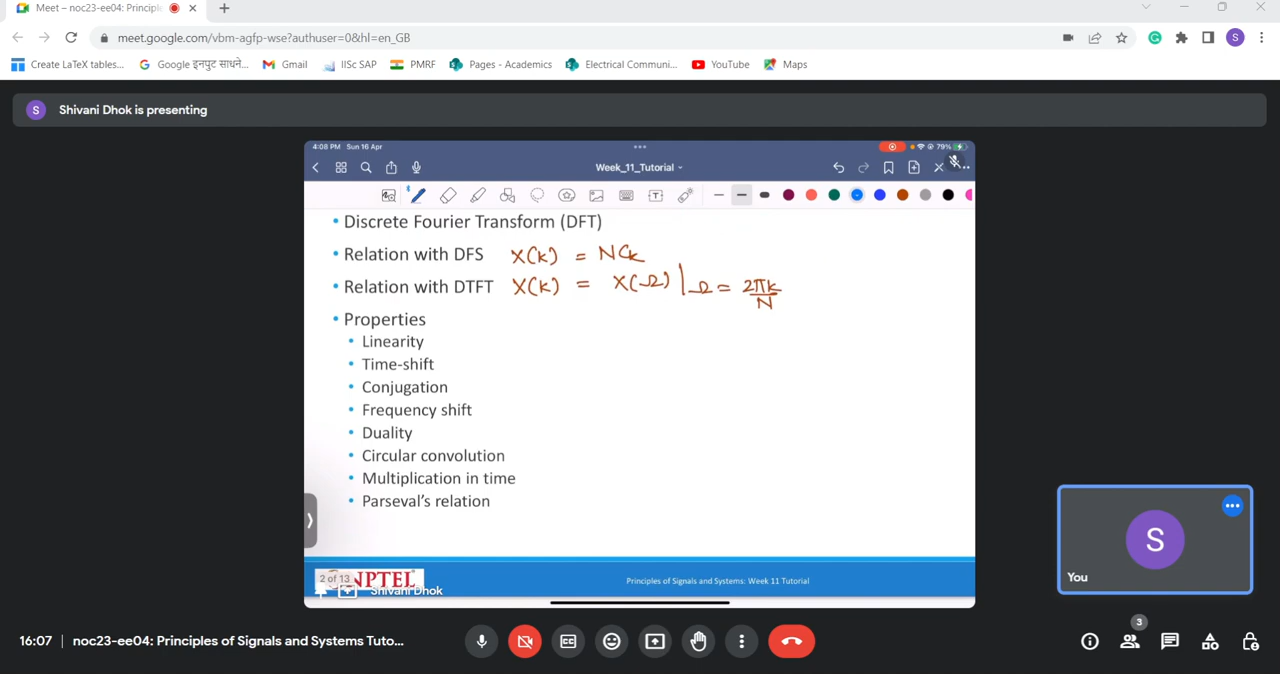 Meet – noc23-ee04: Principle
meet.google.com/vbm-agfp-wse?authuser=0&hl=en_GB
Create LaTeX tables... Google इनपुट साधने... Gmail IISc SAP PMRF Pages - Academics Electrical Communi... YouTube Maps
S Shivani Dhok is presenting
4:08 PM Sun 16 Apr 79%
Week_11_Tutorial
• Discrete Fourier Transform (DFT)
• Relation with DFS X(k) = NCk
• Relation with DTFT X(k) = X(Ω)|Ω = 2πk/N
• Properties
• Linearity
• Time-shift
• Conjugation
• Frequency shift
• Duality
• Circular convolution
• Multiplication in time
• Parseval's relation
2 of 13 NPTEL Principles of Signals and Systems: Week 11 Tutorial
Shivani Dhok
S
You
16:07 | noc23-ee04: Principles of Signals and Systems Tuto... 3